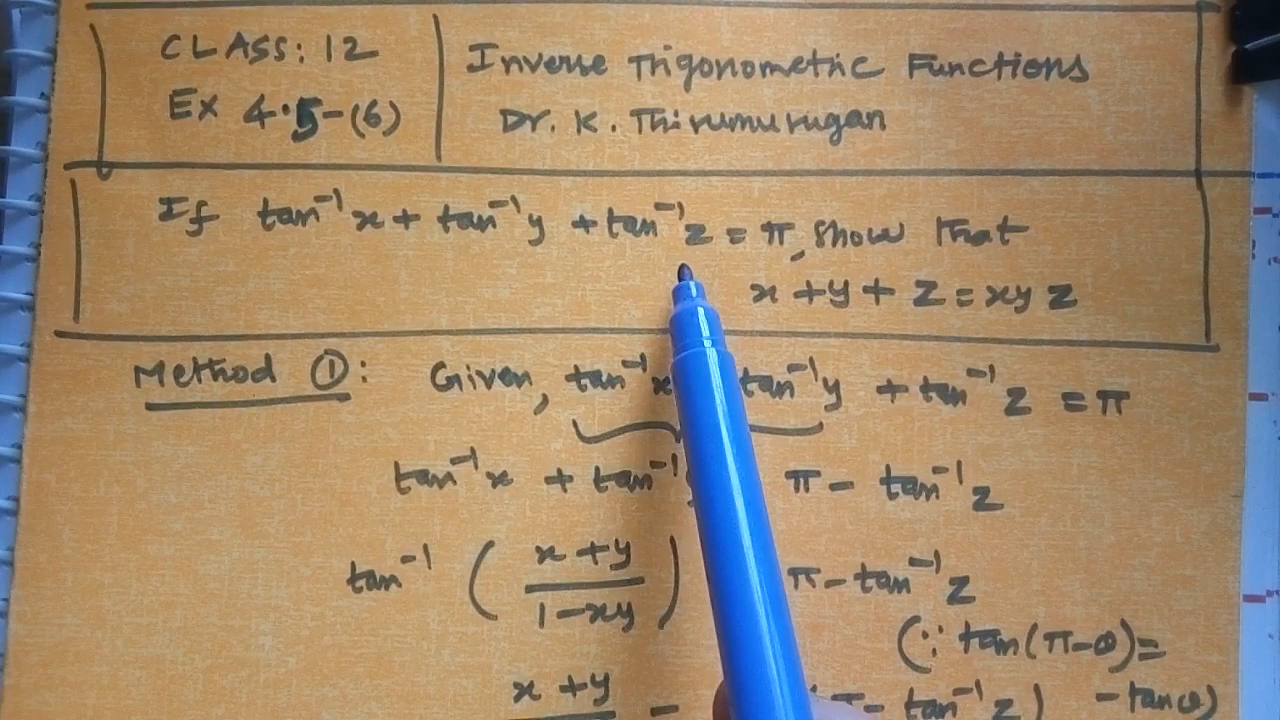 CLASS: 12
Ex 4.5-(6)
Inverse Trigonometric Functions
Dr. K. Thirumurugan
If tan⁻¹x + tan⁻¹y + tan⁻¹z = π, show that
x + y + z = xyz
Method ①: Given, tan⁻¹x tan⁻¹y + tan⁻¹z = π
tan⁻¹x + tan⁻¹ π - tan⁻¹z
tan⁻¹ ( x+y / 1-xy ) π - tan⁻¹z
(∵ tan(π-θ)=
x+y = - tan⁻¹z) -tanθ)